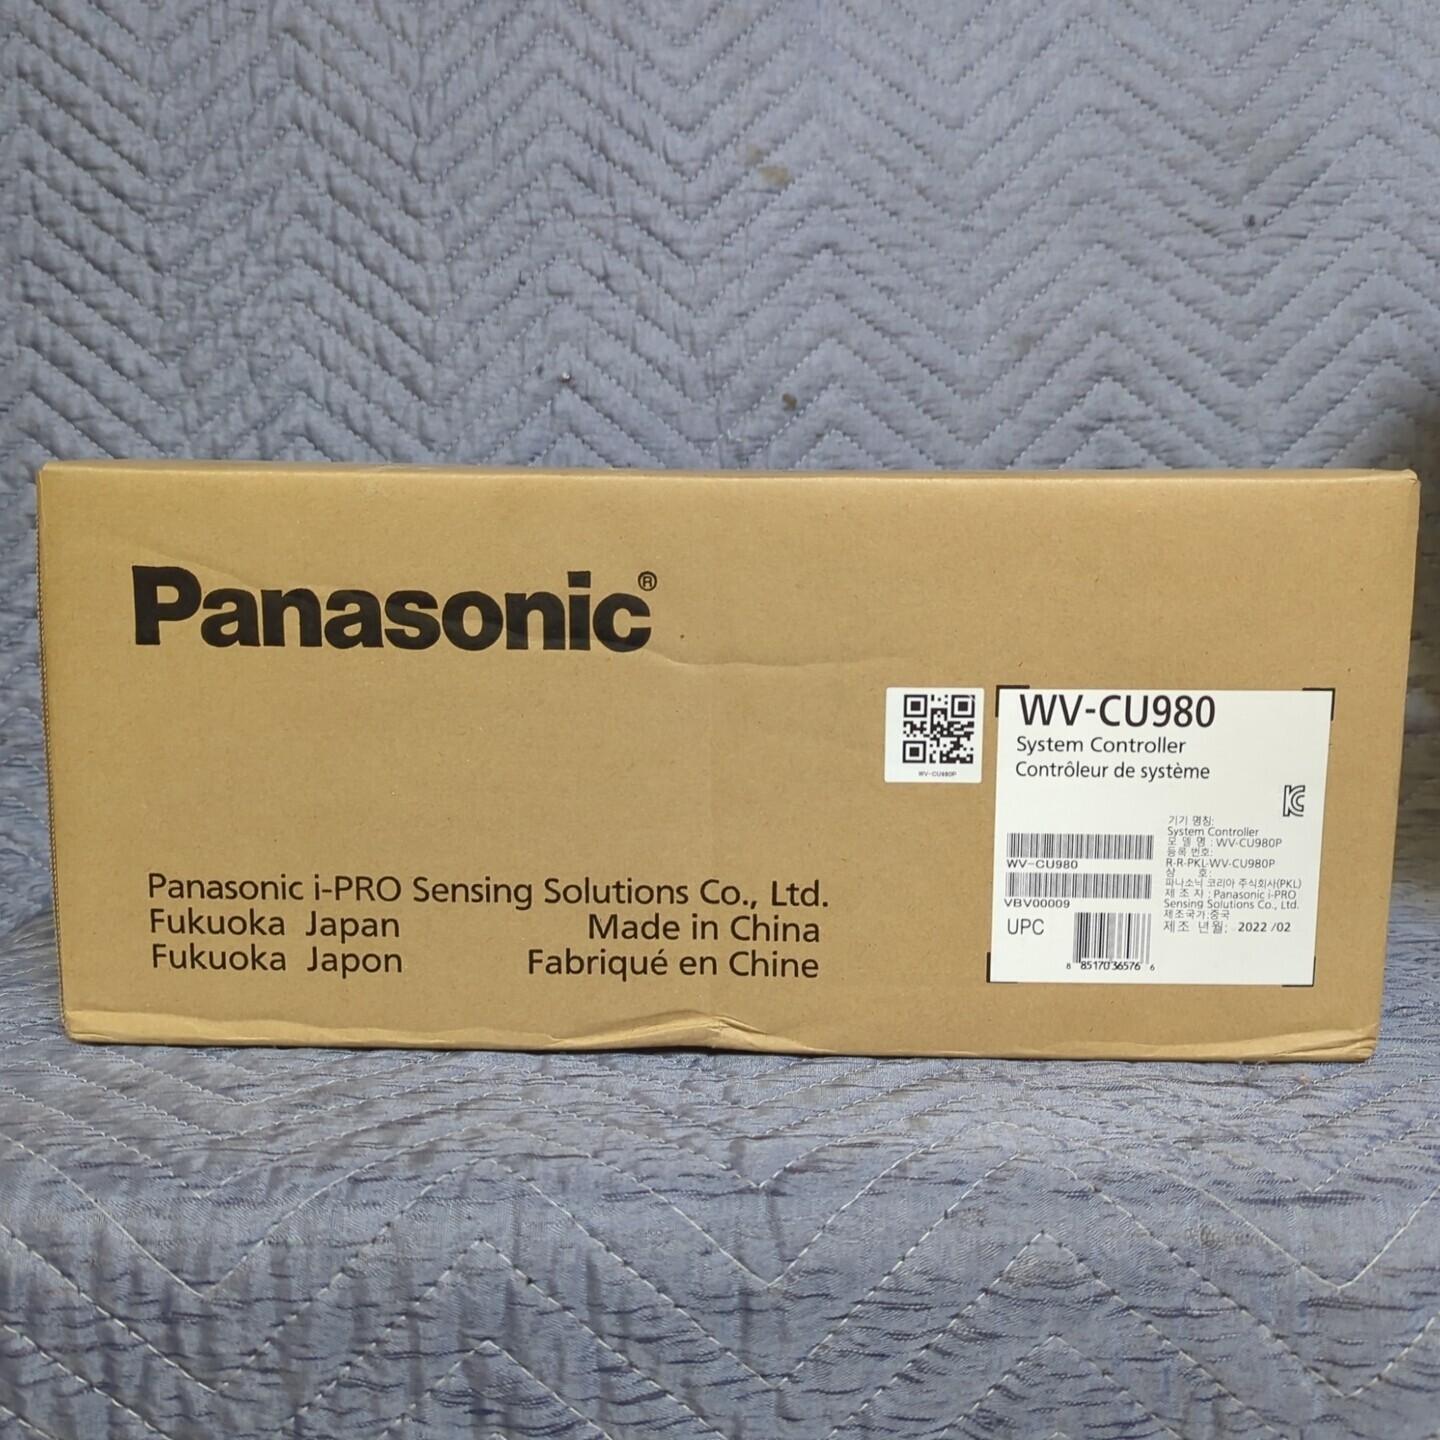 Panasonic®
WV-CU980P
WV-CU980
System Controller
Contrôleur de système
WV-CU980
VBV00009
UPC
8 85170 36576 6
기기 명칭:
System Controller
모 델 명 : WV-CU980P
등록 번호:
R-R-PKL-WV-CU980P
상 호:
파나소닉 코리아 주식회사(PKL)
제 조 자 : Panasonic i-PRO
Sensing Solutions Co., Ltd.
제조국가:중국
제조 년월: 2022 /02
Panasonic i-PRO Sensing Solutions Co., Ltd.
Fukuoka Japan Made in China
Fukuoka Japon Fabriqué en Chine